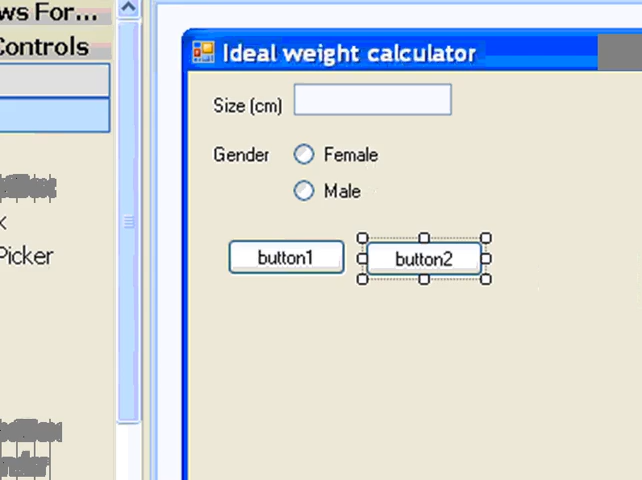 ws For...
Controls
k
Picker
Ideal weight calculator
Size (cm)
Gender
Female
Male
button1
button2